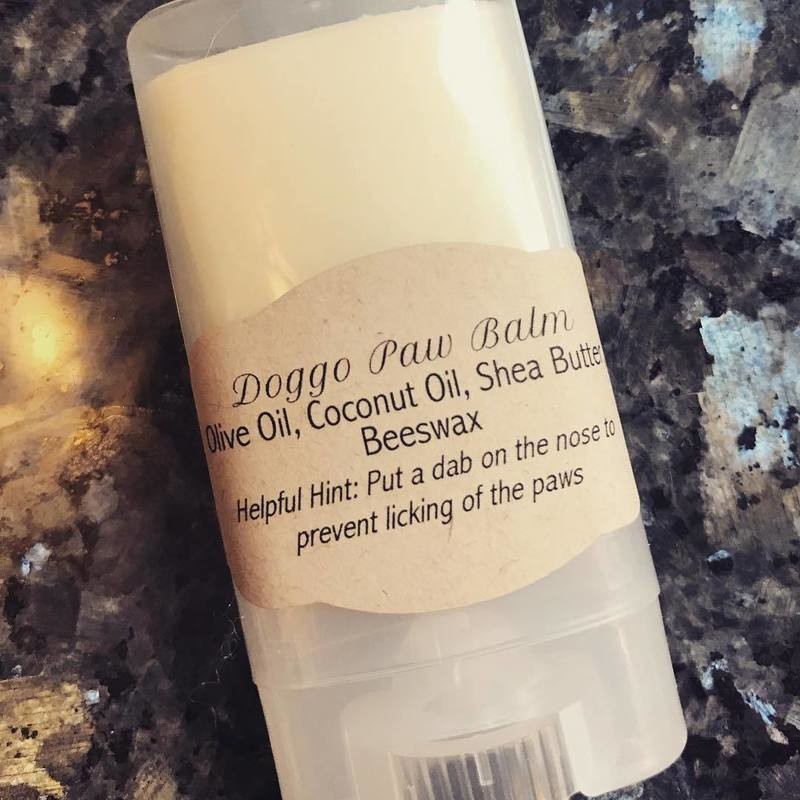 Doggo Paw Balm
Olive Oil, Coconut Oil, Shea Butter
Beeswax
Helpful Hint: Put a dab on the nose to
prevent licking of the paws